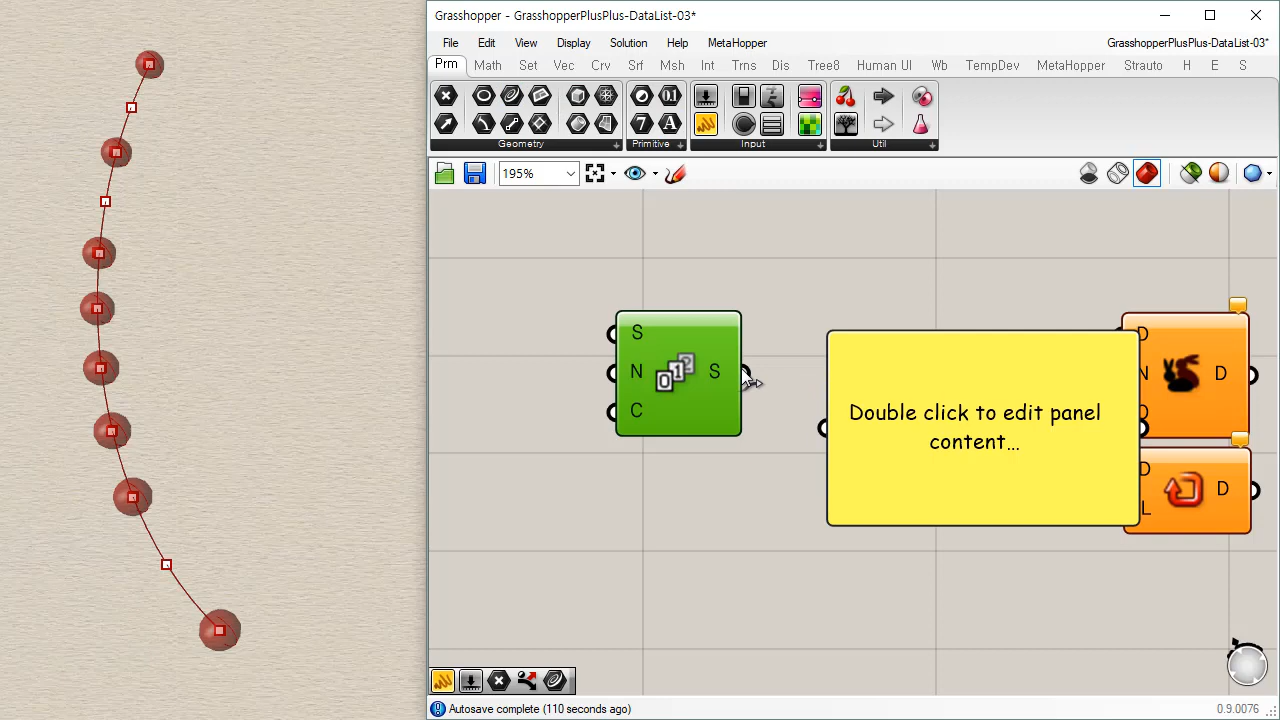 Grasshopper - GrasshopperPlusPlus-DataList-03*
File Edit View Display Solution Help MetaHopper GrasshopperPlusPlus-DataList-03*
Prm Math Set Vec Crv Srf Msh Int Trns Dis Tree8 Human UI Wb TempDev MetaHopper Strauto H E S
Geometry Primitive Input Util
195%
S
N S
C
Double click to edit panel
content...
D
N D
D
D D
L
Autosave complete (110 seconds ago) 0.9.0076